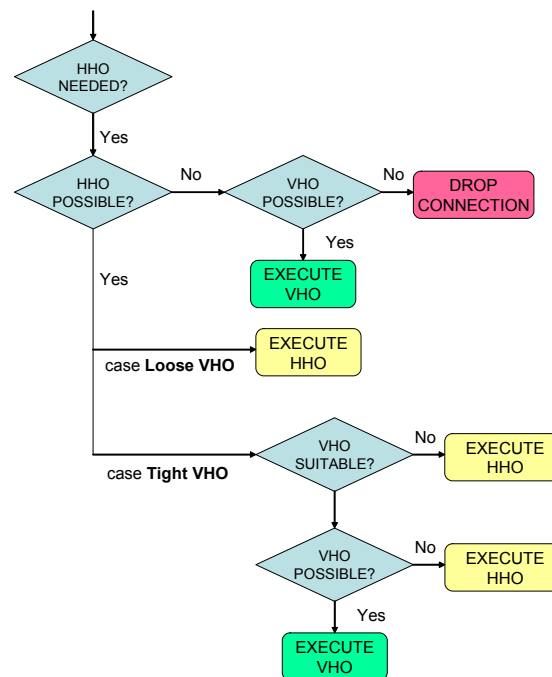 HHO
NEEDED?
Yes
HHO
POSSIBLE?
No
VHO
POSSIBLE?
No
DROP
CONNECTION
Yes
EXECUTE
VHO
Yes
EXECUTE
HHO
case Loose VHO
VHO
SUITABLE?
No
EXECUTE
HHO
case Tight VHO
VHO
POSSIBLE?
No
EXECUTE
HHO
Yes
EXECUTE
VHO